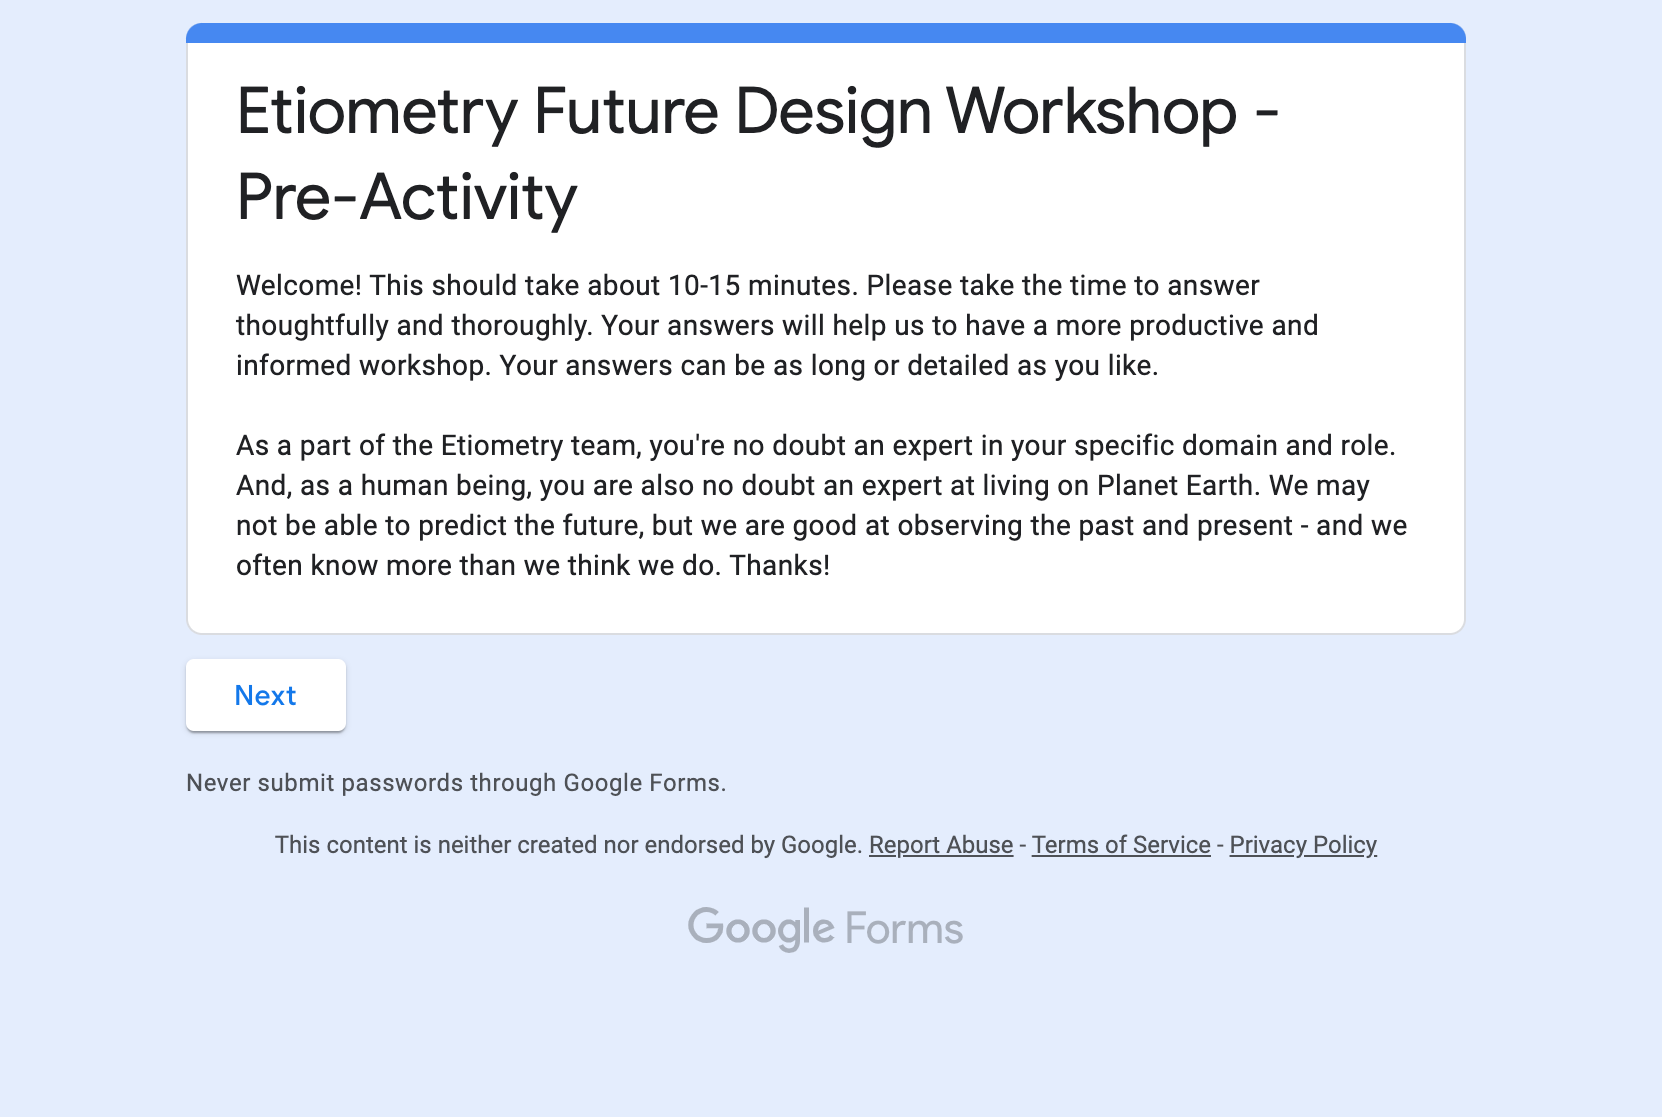 Etiometry Future Design Workshop -
Pre-Activity
Welcome! This should take about 10-15 minutes. Please take the time to answer
thoughtfully and thoroughly. Your answers will help us to have a more productive and
informed workshop. Your answers can be as long or detailed as you like.
As a part of the Etiometry team, you're no doubt an expert in your specific domain and role.
And, as a human being, you are also no doubt an expert at living on Planet Earth. We may
not be able to predict the future, but we are good at observing the past and present - and we
often know more than we think we do. Thanks!
Next
Never submit passwords through Google Forms.
This content is neither created nor endorsed by Google. Report Abuse - Terms of Service - Privacy Policy
Google Forms